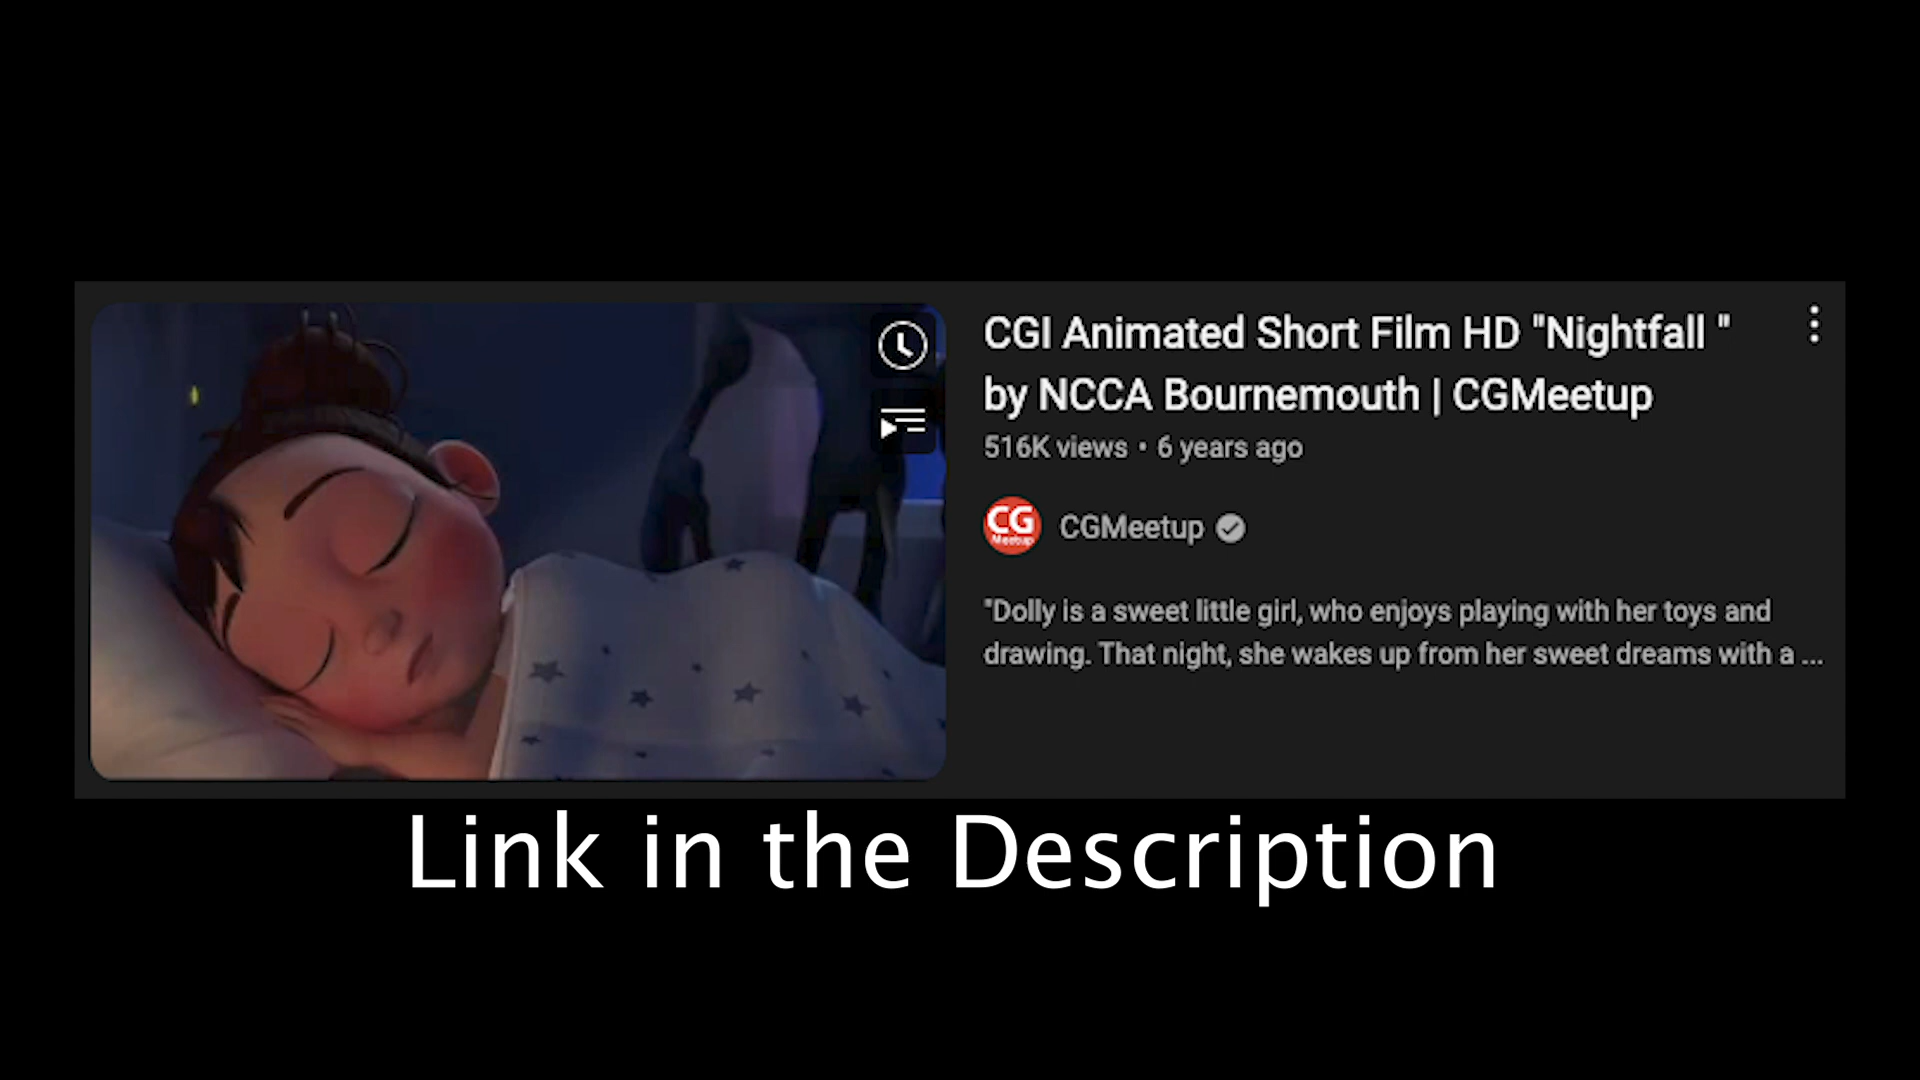 CGI Animated Short Film HD "Nightfall "
by NCCA Bournemouth | CGMeetup
516K views • 6 years ago
CG
Meetup
CGMeetup
"Dolly is a sweet little girl, who enjoys playing with her toys and
drawing. That night, she wakes up from her sweet dreams with a ...
Link in the Description